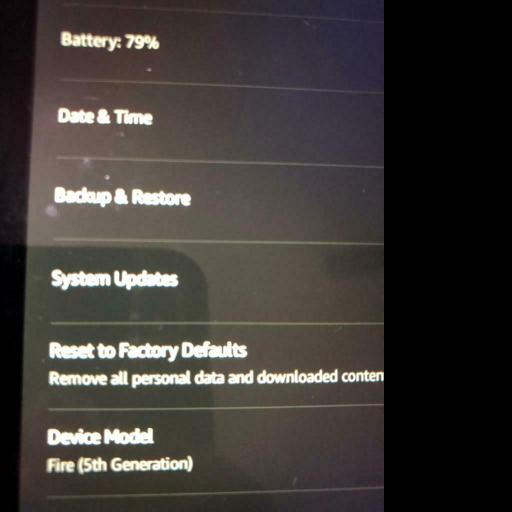 Battery: 79%
Date & Time
Backup & Restore
System Updates
Reset to Factory Defaults
Remove all personal data and downloaded conten
Device Model
Fire (5th Generation)